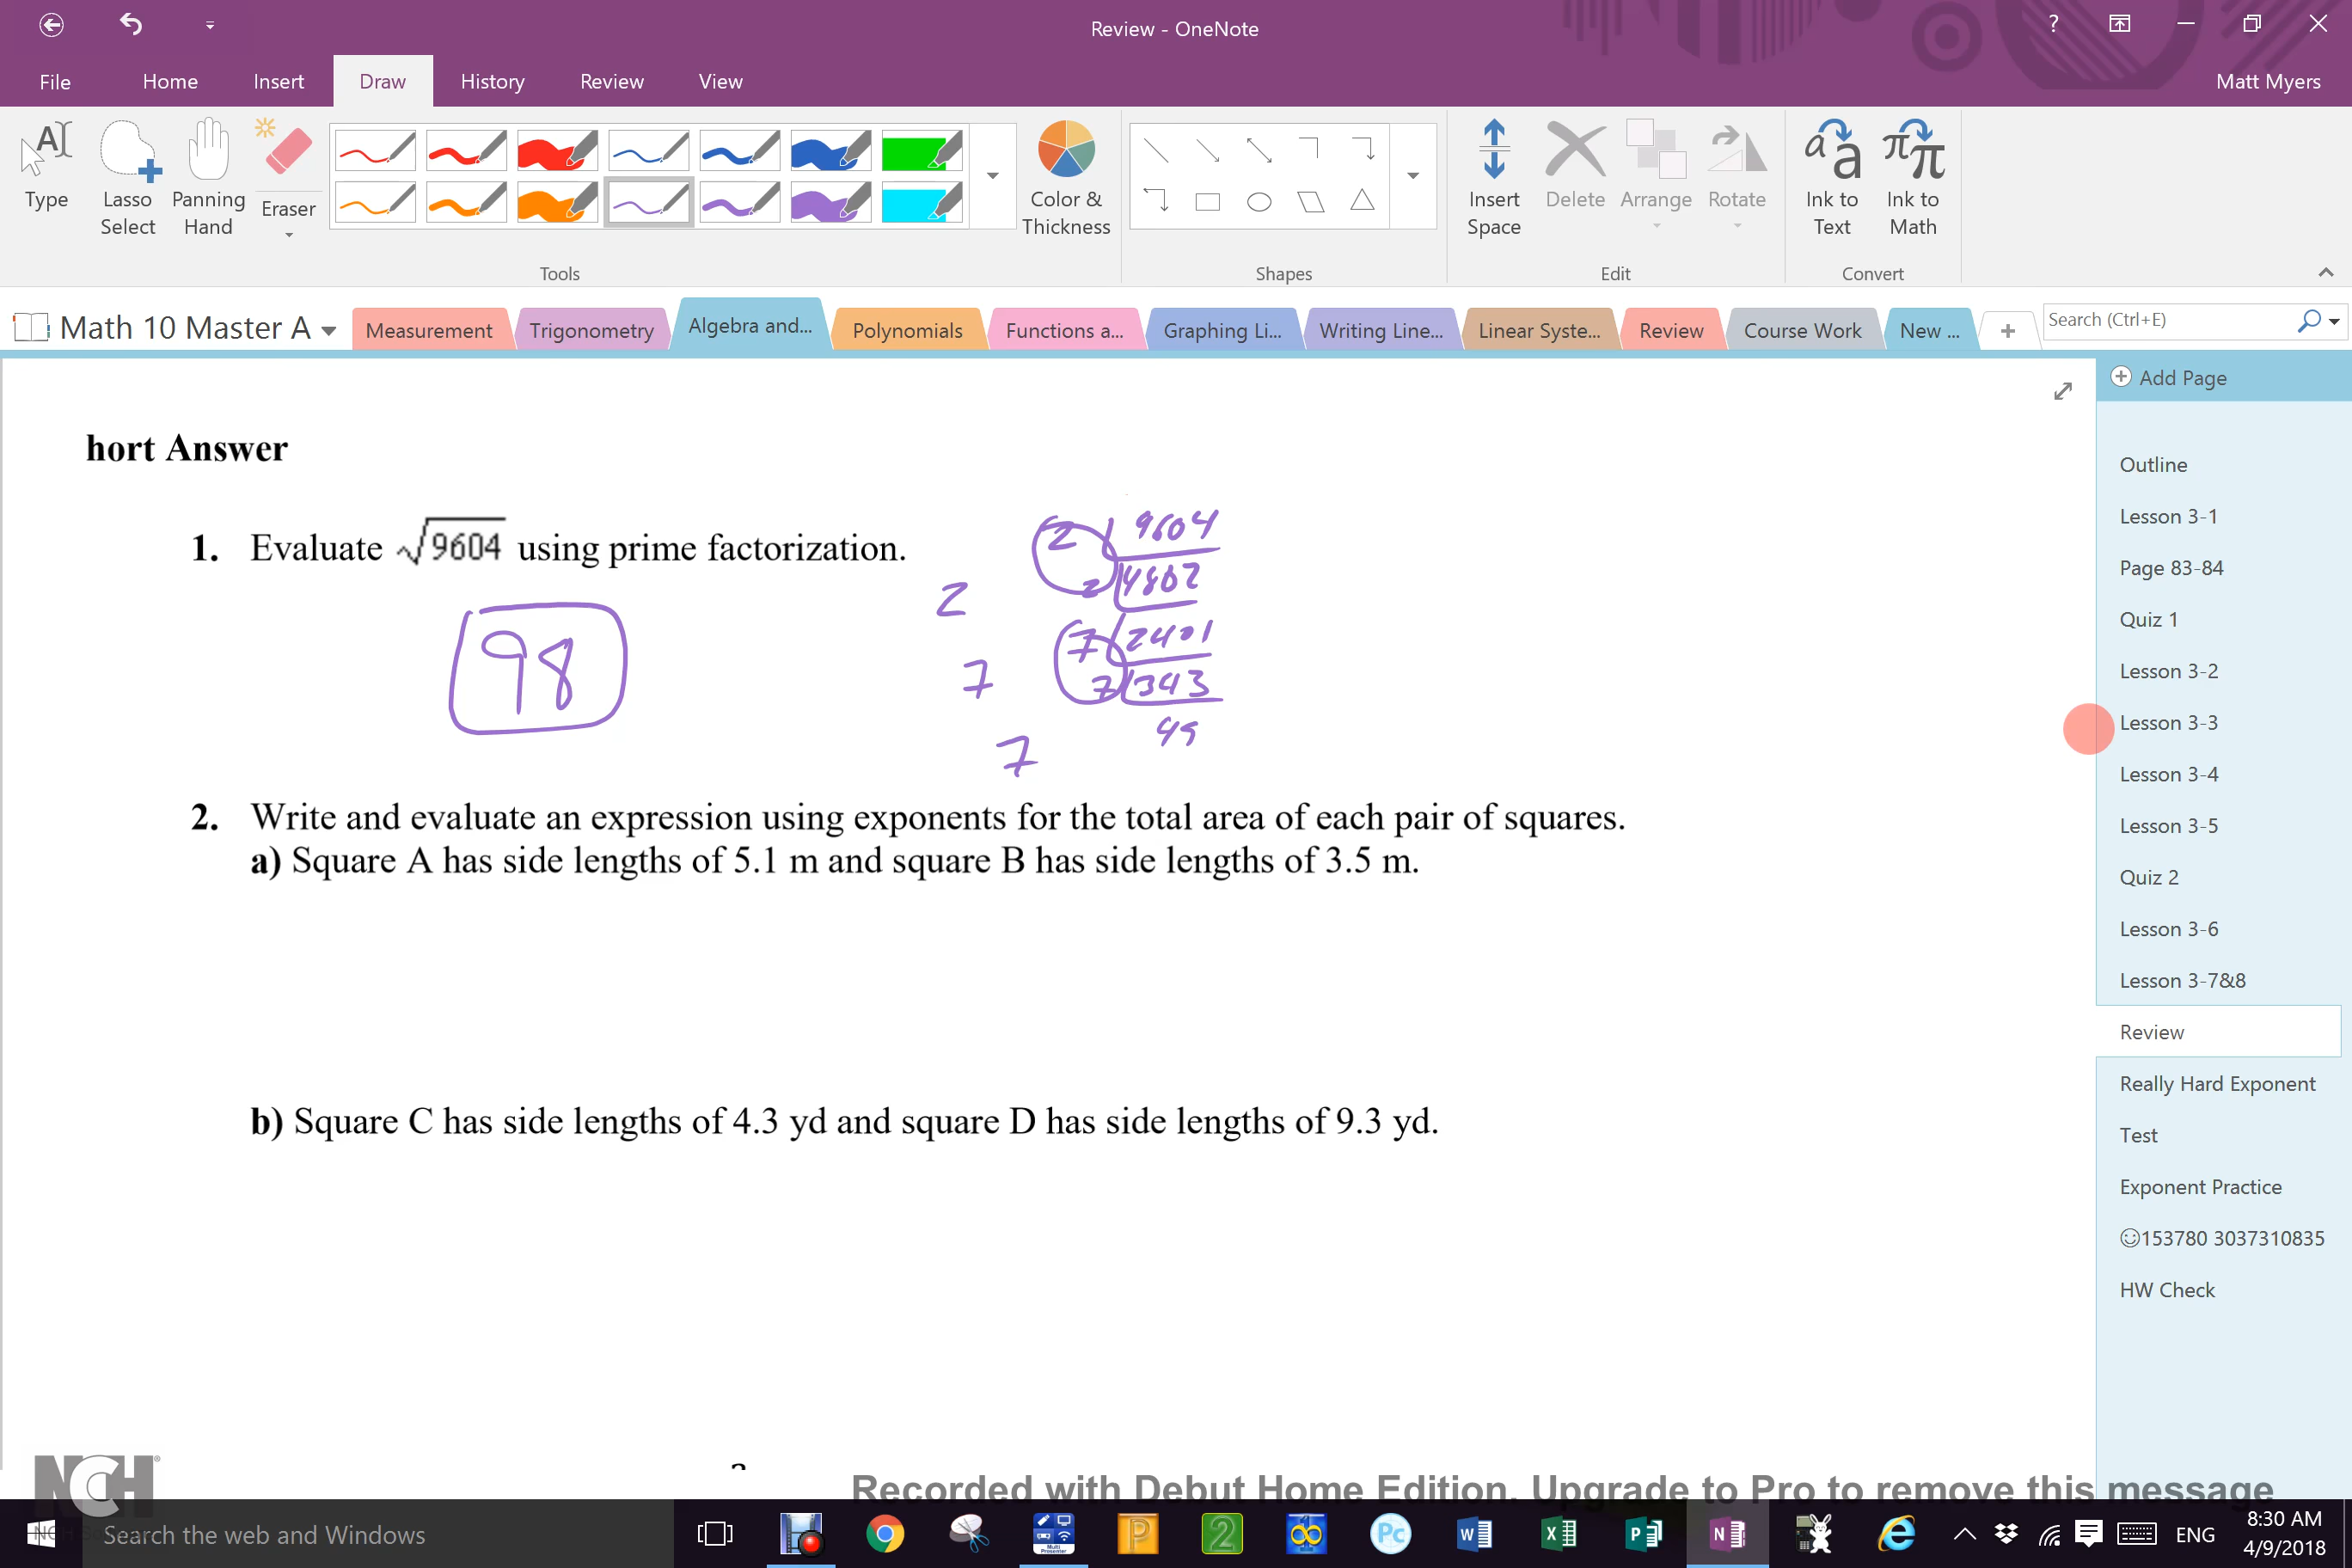 Review - OneNote
?
File Home Insert Draw History Review View Matt Myers
Type
Lasso Select
Panning Hand
Eraser
Color & Thickness
Insert Space
Delete
Arrange
Rotate
Ink to Text
Ink to Math
Tools Shapes Edit Convert
Math 10 Master A Measurement Trigonometry Algebra and... Polynomials Functions a... Graphing Li... Writing Line... Linear Syste... Review Course Work New ... + Search (Ctrl+E)
Add Page
hort Answer
1. Evaluate √9604 using prime factorization.
2 9604
2 4802
2
7 2401
7 343
7
49
7
98
2. Write and evaluate an expression using exponents for the total area of each pair of squares.
a) Square A has side lengths of 5.1 m and square B has side lengths of 3.5 m.
b) Square C has side lengths of 4.3 yd and square D has side lengths of 9.3 yd.
Outline
Lesson 3-1
Page 83-84
Quiz 1
Lesson 3-2
Lesson 3-3
Lesson 3-4
Lesson 3-5
Quiz 2
Lesson 3-6
Lesson 3-7&8
Review
Really Hard Exponent
Test
Exponent Practice
☺153780 3037310835
HW Check
NCH
Recorded with Debut Home Edition. Upgrade to Pro to remove this message
Search the web and Windows
ENG
8:30 AM
4/9/2018